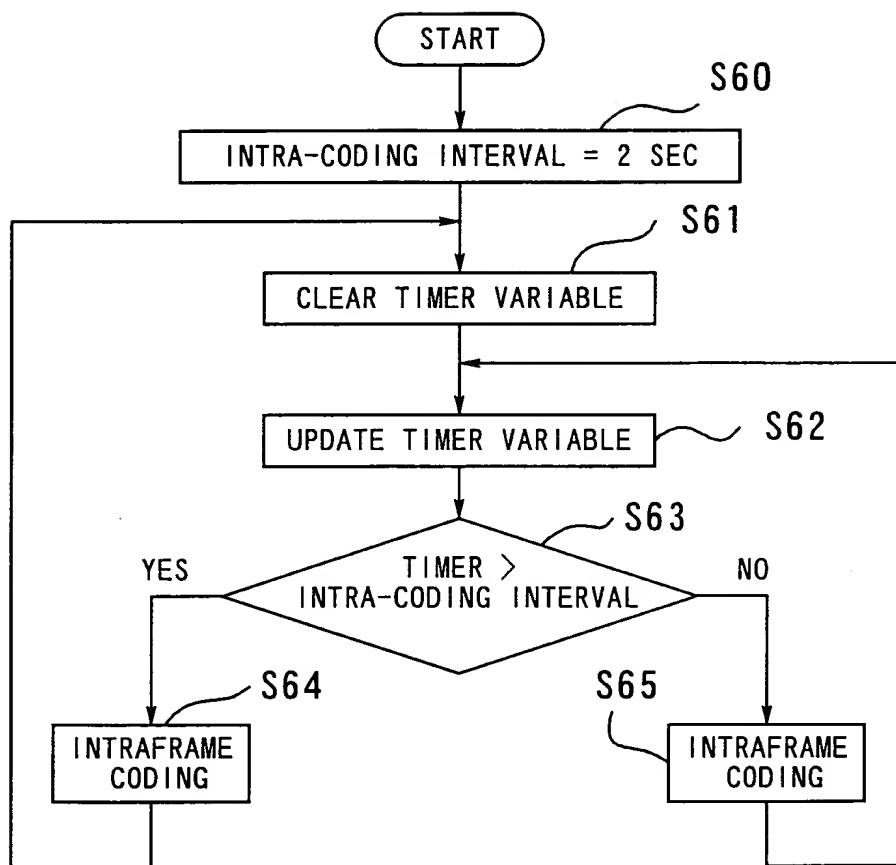 START
S60
INTRA-CODING INTERVAL = 2 SEC
S61
CLEAR TIMER VARIABLE
UPDATE TIMER VARIABLE
S62
S63
TIMER >
INTRA-CODING INTERVAL
YES
NO
S64
INTRAFRAME
CODING
S65
INTRAFRAME
CODING